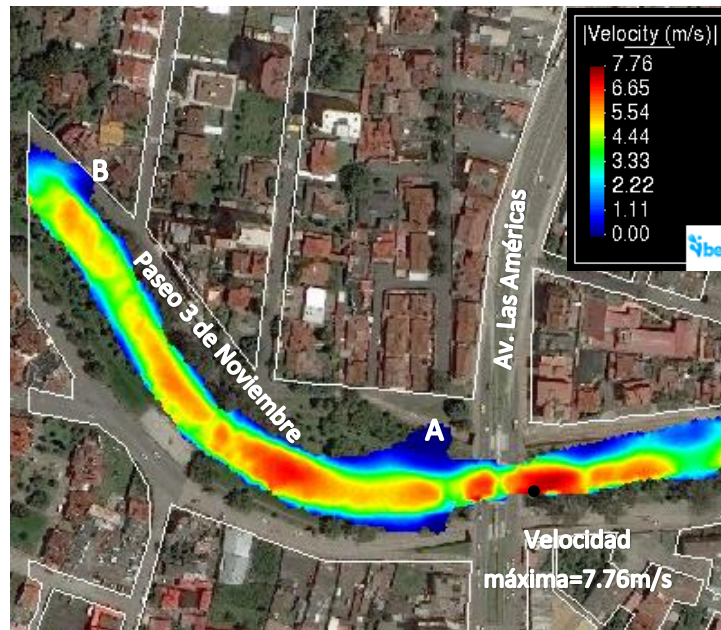 |Velocity (m/s)|
7.76
6.65
5.54
4.44
3.33
2.22
1.11
0.00
B
Paseo 3 de Noviembre
Av. Las Américas
A
Velocidad
máxima=7.76m/s